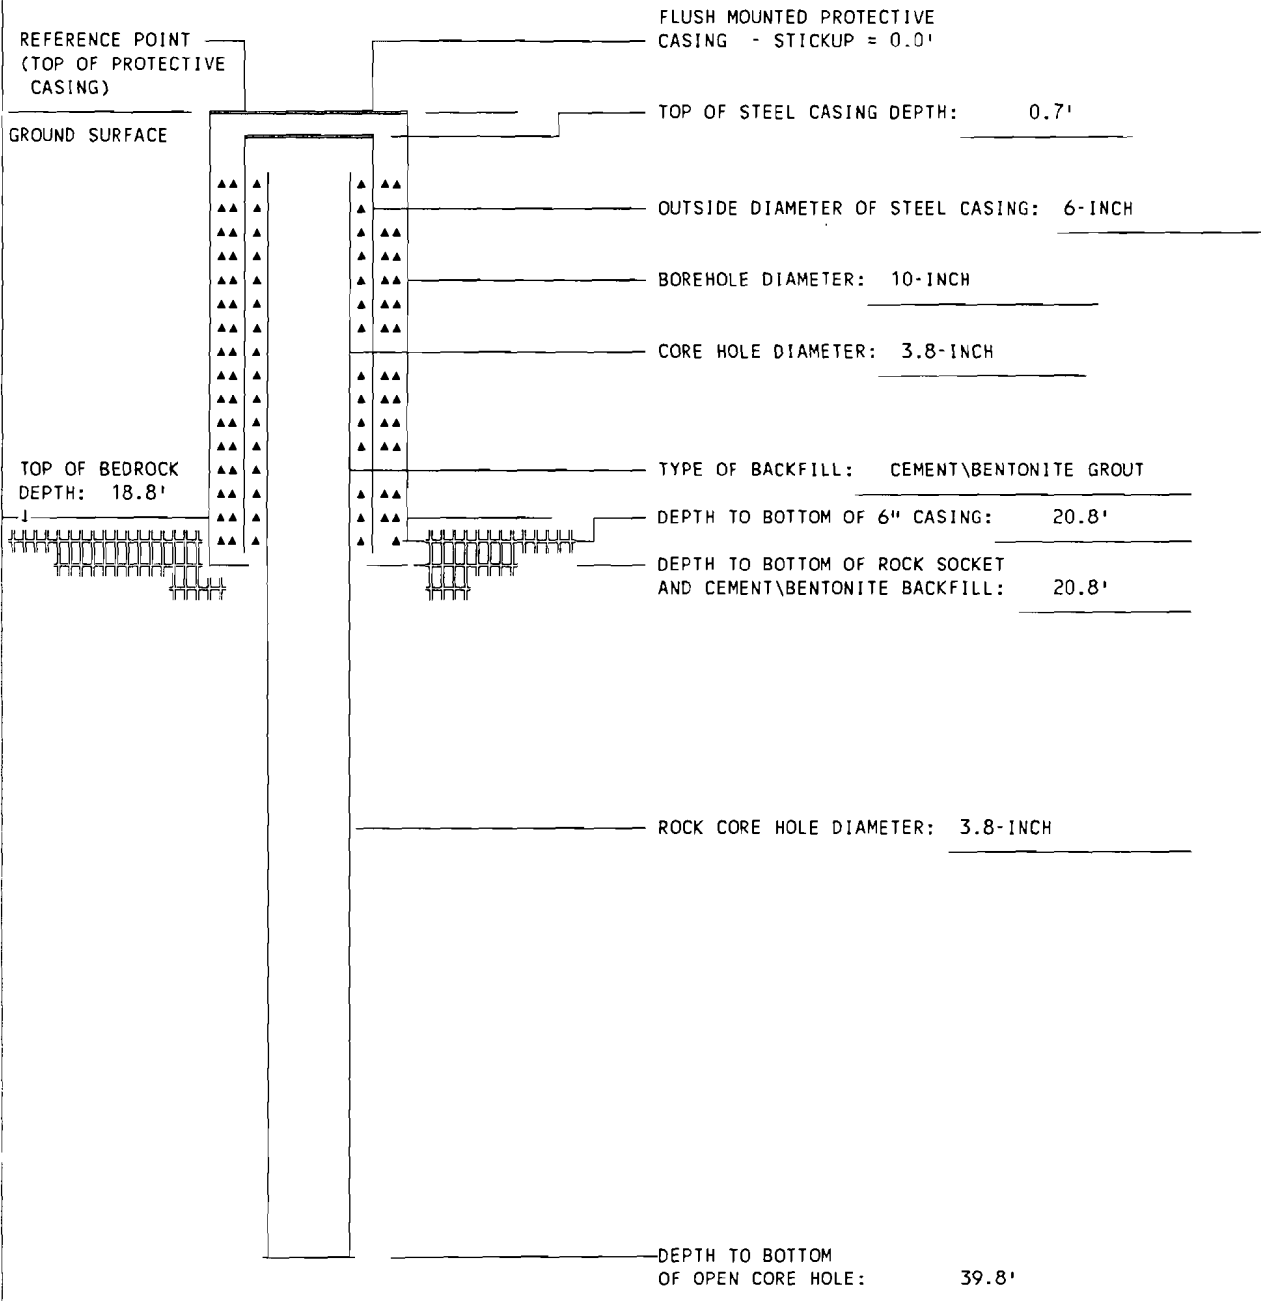 FLUSH MOUNTED PROTECTIVE
CASING - STICKUP = 0.0'
REFERENCE POINT
(TOP OF PROTECTIVE
CASING)
GROUND SURFACE
TOP OF STEEL CASING DEPTH: 0.7'
OUTSIDE DIAMETER OF STEEL CASING: 6-INCH
BOREHOLE DIAMETER: 10-INCH
CORE HOLE DIAMETER: 3.8-INCH
TOP OF BEDROCK
DEPTH: 18.8'
TYPE OF BACKFILL: CEMENT\BENTONITE GROUT
DEPTH TO BOTTOM OF 6" CASING: 20.8'
DEPTH TO BOTTOM OF ROCK SOCKET
AND CEMENT\BENTONITE BACKFILL: 20.8'
ROCK CORE HOLE DIAMETER: 3.8-INCH
DEPTH TO BOTTOM
OF OPEN CORE HOLE: 39.8'